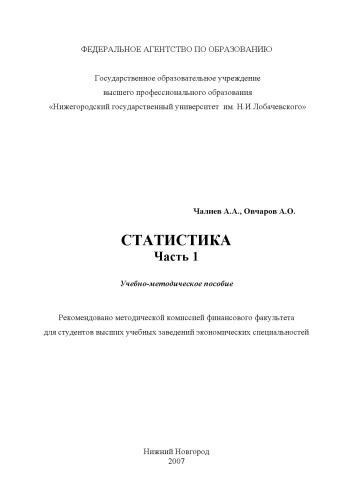 ФЕДЕРАЛЬНОЕ АГЕНТСТВО ПО ОБРАЗОВАНИЮ
Государственное образовательное учреждение
высшего профессионального образования
«Нижегородский государственный университет им. Н.И.Лобачевского»
Чалиев А.А., Овчаров А.О.
СТАТИСТИКА
Часть 1
Учебно-методическое пособие
Рекомендовано методической комиссией финансового факультета
для студентов высших учебных заведений экономических специальностей
Нижний Новгород
2007